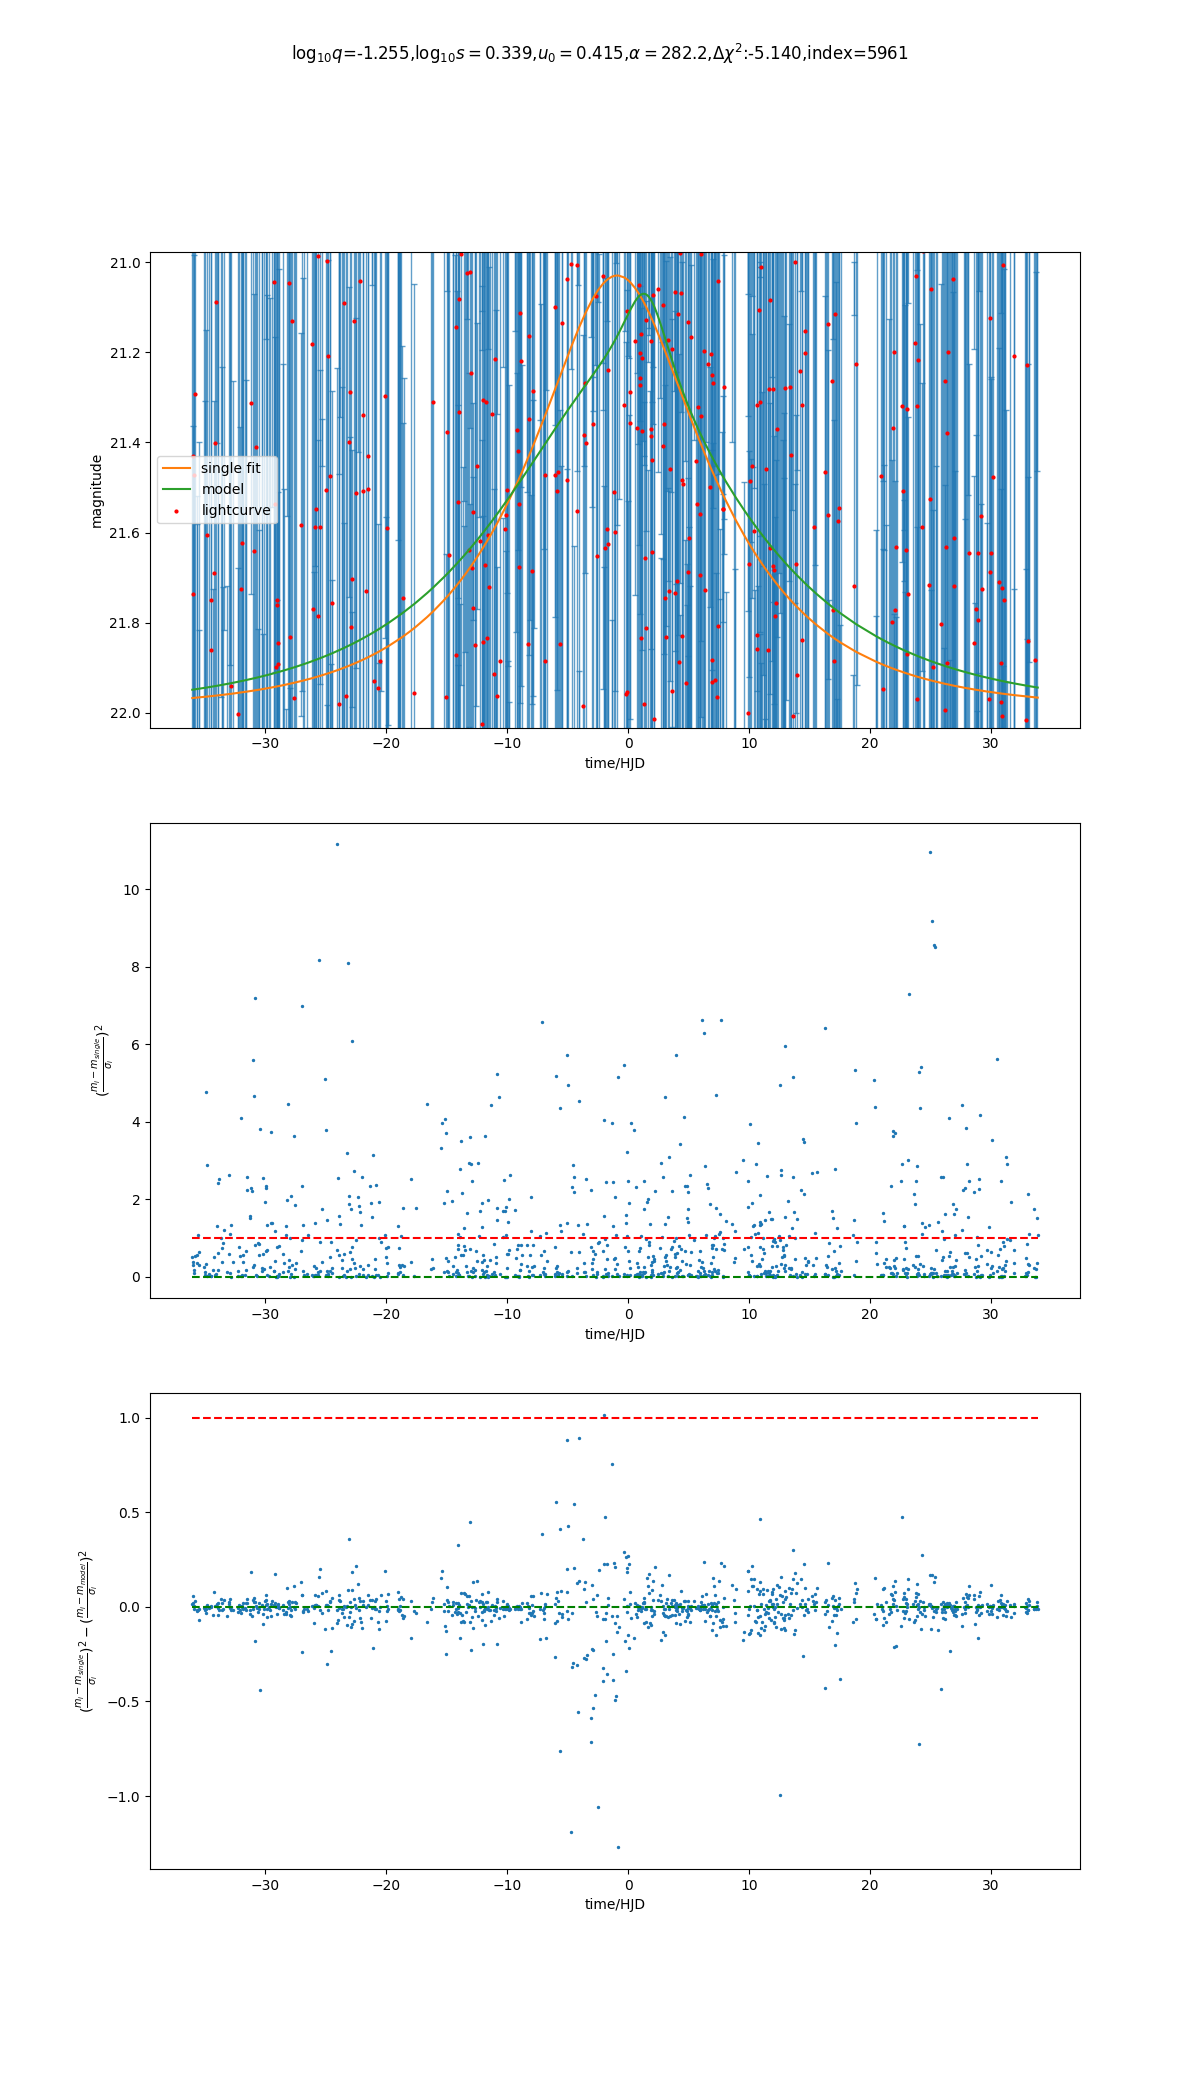 log₁₀q=-1.255,log₁₀s = 0.339,u₀ = 0.415,α = 282.2,Δχ²:-5.140,index=5961
21.0
21.2
21.4
21.6
21.8
22.0
magnitude
single fit
model
lightcurve
−30 −20 −10 0 10 20 30
time/HJD
10
8
6
4
2
0
(mᵢ − m_single / σᵢ)²
−30 −20 −10 0 10 20 30
time/HJD
1.0
0.5
0.0
−0.5
−1.0
(mᵢ − m_single / σᵢ)² − (mᵢ − m_model / σᵢ)²
−30 −20 −10 0 10 20 30
time/HJD